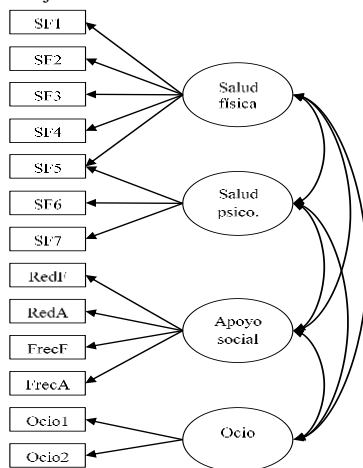 SF1
SF2
SF3
SF4
SF5
SF6
SF7
RedF
RedA
FrecF
FrecA
Ocio1
Ocio2
Salud
física
Salud
psico.
Apoyo
social
Ocio